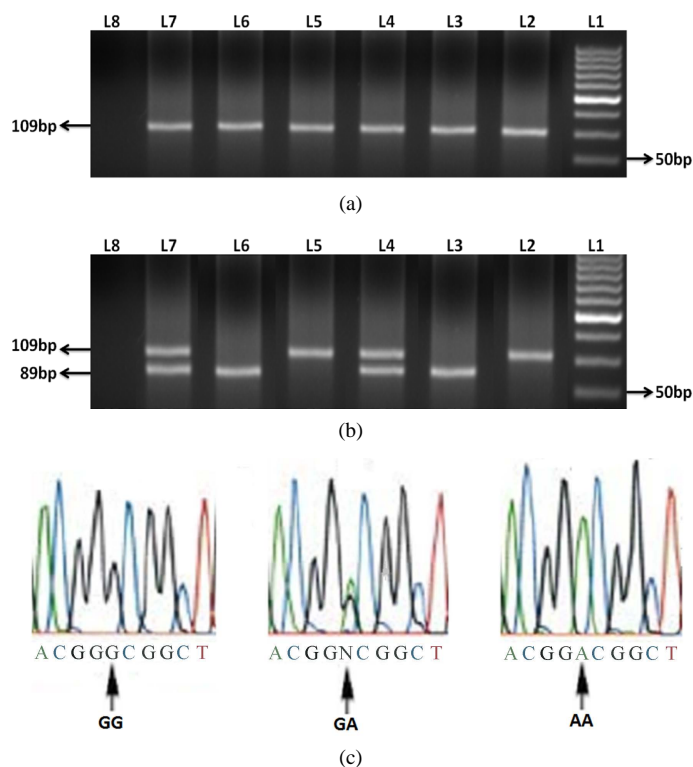 L8 L7 L6 L5 L4 L3 L2 L1
109bp
50bp
(a)
L8 L7 L6 L5 L4 L3 L2 L1
109bp
89bp
50bp
(b)
A C G G G C G G C T
A C G G N C G G C T
A C G G A C G G C T
GG
GA
AA
(c)